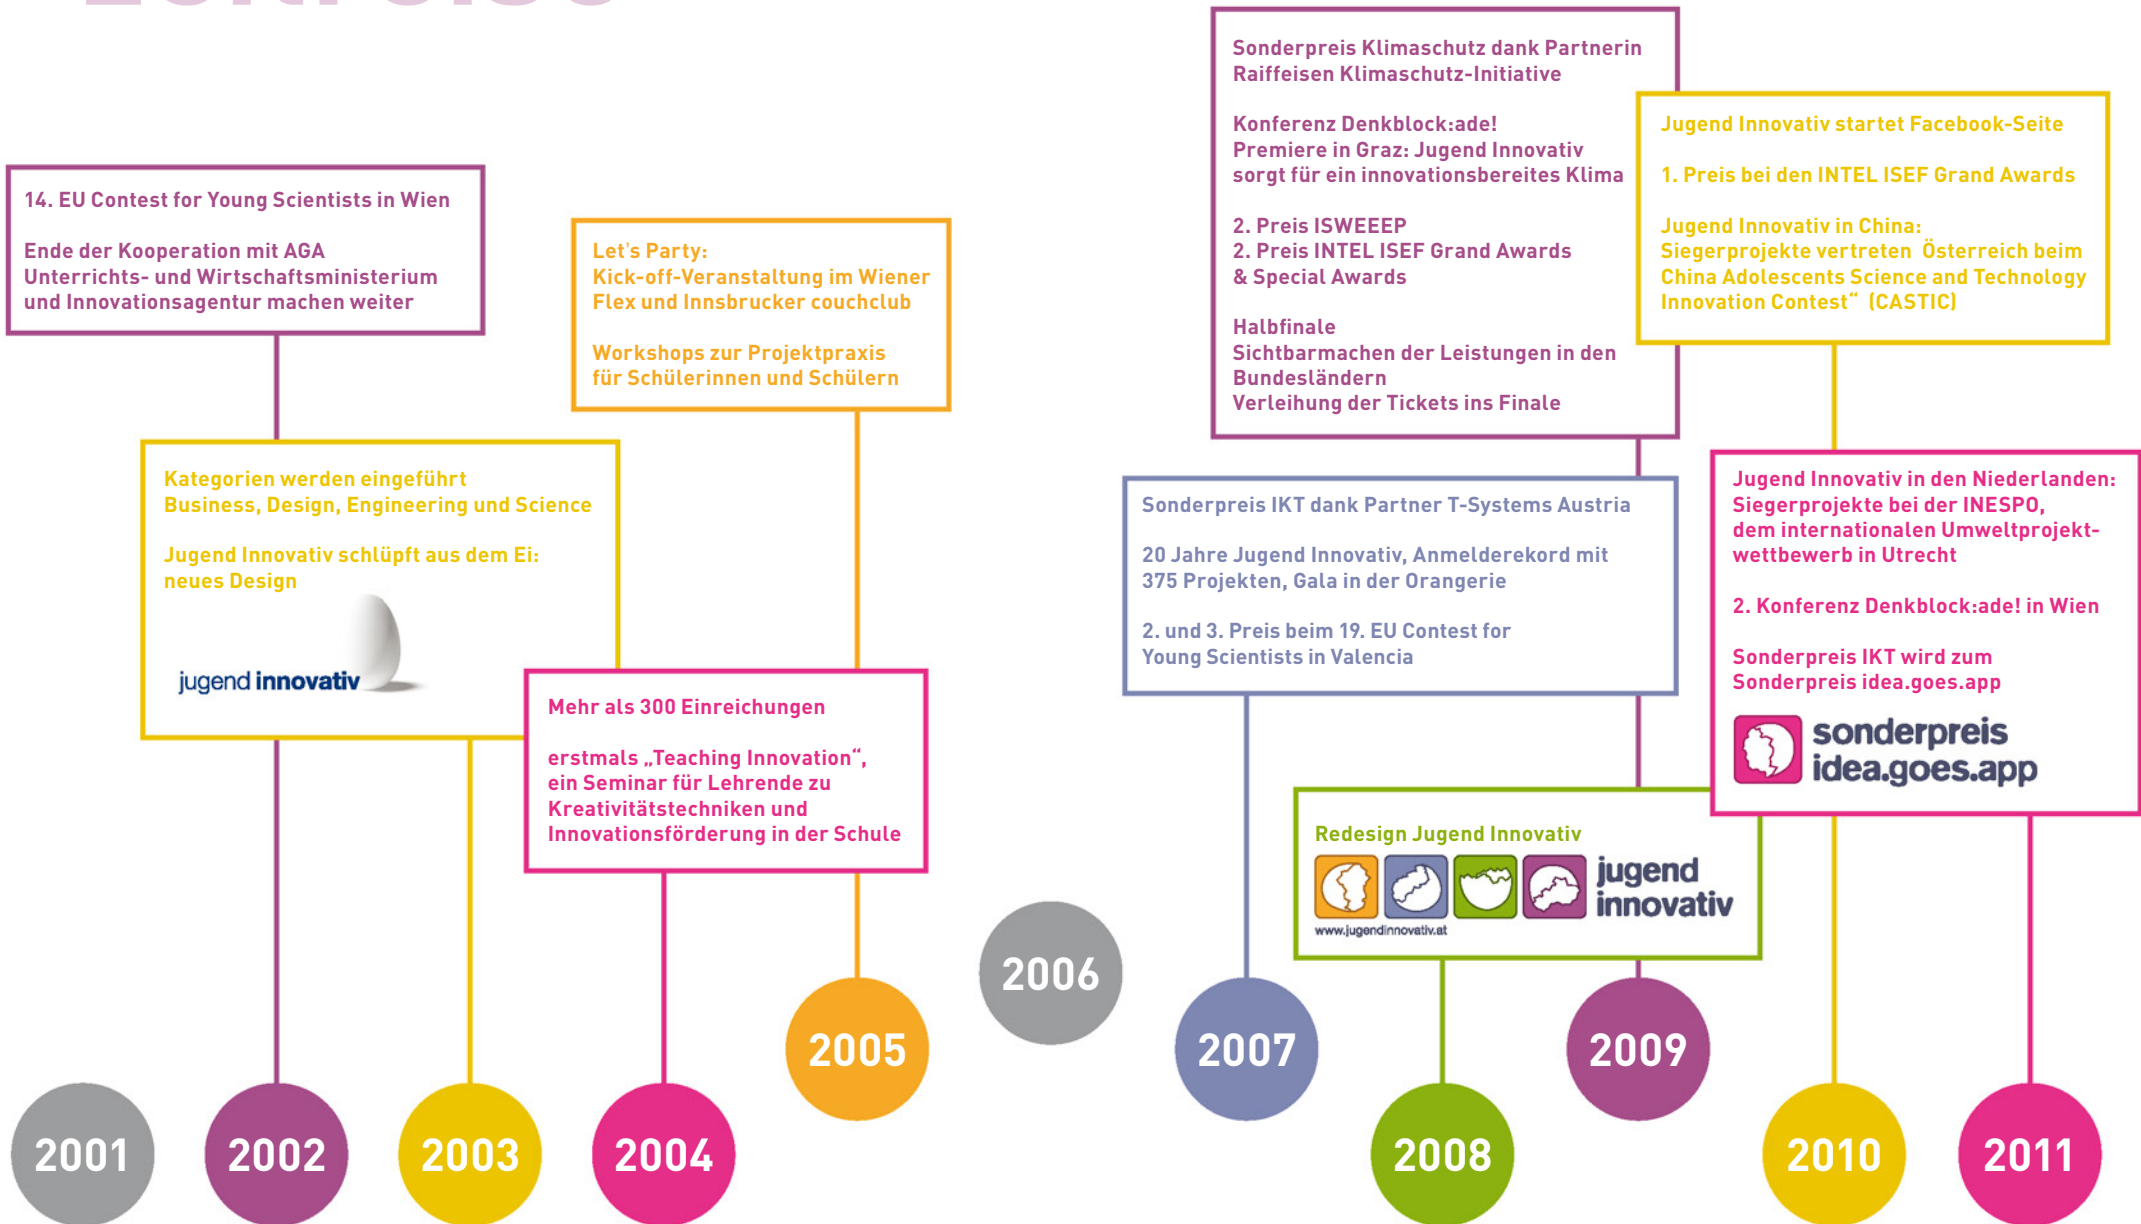 14. EU Contest for Young Scientists in Wien
Ende der Kooperation mit AGA
Unterrichts- und Wirtschaftsministerium
und Innovationsagentur machen weiter
Kategorien werden eingeführt
Business, Design, Engineering und Science
Jugend Innovativ schlüpft aus dem Ei:
neues Design
jugend innovativ
Let's Party:
Kick-off-Veranstaltung im Wiener
Flex und Innsbrucker couchclub
Workshops zur Projektpraxis
für Schülerinnen und Schülern
Mehr als 300 Einreichungen
erstmals „Teaching Innovation“,
ein Seminar für Lehrende zu
Kreativitätstechniken und
Innovationsförderung in der Schule
Sonderpreis Klimaschutz dank Partnerin
Raiffeisen Klimaschutz-Initiative
Konferenz Denkblock:ade!
Premiere in Graz: Jugend Innovativ
sorgt für ein innovationsbereites Klima
2. Preis ISWEEEP
2. Preis INTEL ISEF Grand Awards
& Special Awards
Halbfinale
Sichtbarmachen der Leistungen in den
Bundesländern
Verleihung der Tickets ins Finale
Jugend Innovativ startet Facebook-Seite
1. Preis bei den INTEL ISEF Grand Awards
Jugend Innovativ in China:
Siegerprojekte vertreten Österreich beim
China Adolescents Science and Technology
Innovation Contest“ (CASTIC)
Sonderpreis IKT dank Partner T-Systems Austria
20 Jahre Jugend Innovativ, Anmelderekord mit
375 Projekten, Gala in der Orangerie
2. und 3. Preis beim 19. EU Contest for
Young Scientists in Valencia
Jugend Innovativ in den Niederlanden:
Siegerprojekte bei der INESPO,
dem internationalen Umweltprojekt-
wettbewerb in Utrecht
2. Konferenz Denkblock:ade! in Wien
Sonderpreis IKT wird zum
Sonderpreis idea.goes.app
sonderpreis
idea.goes.app
Redesign Jugend Innovativ
jugend
innovativ
www.jugendinnovativ.at
2001
2002
2003
2004
2005
2006
2007
2008
2009
2010
2011